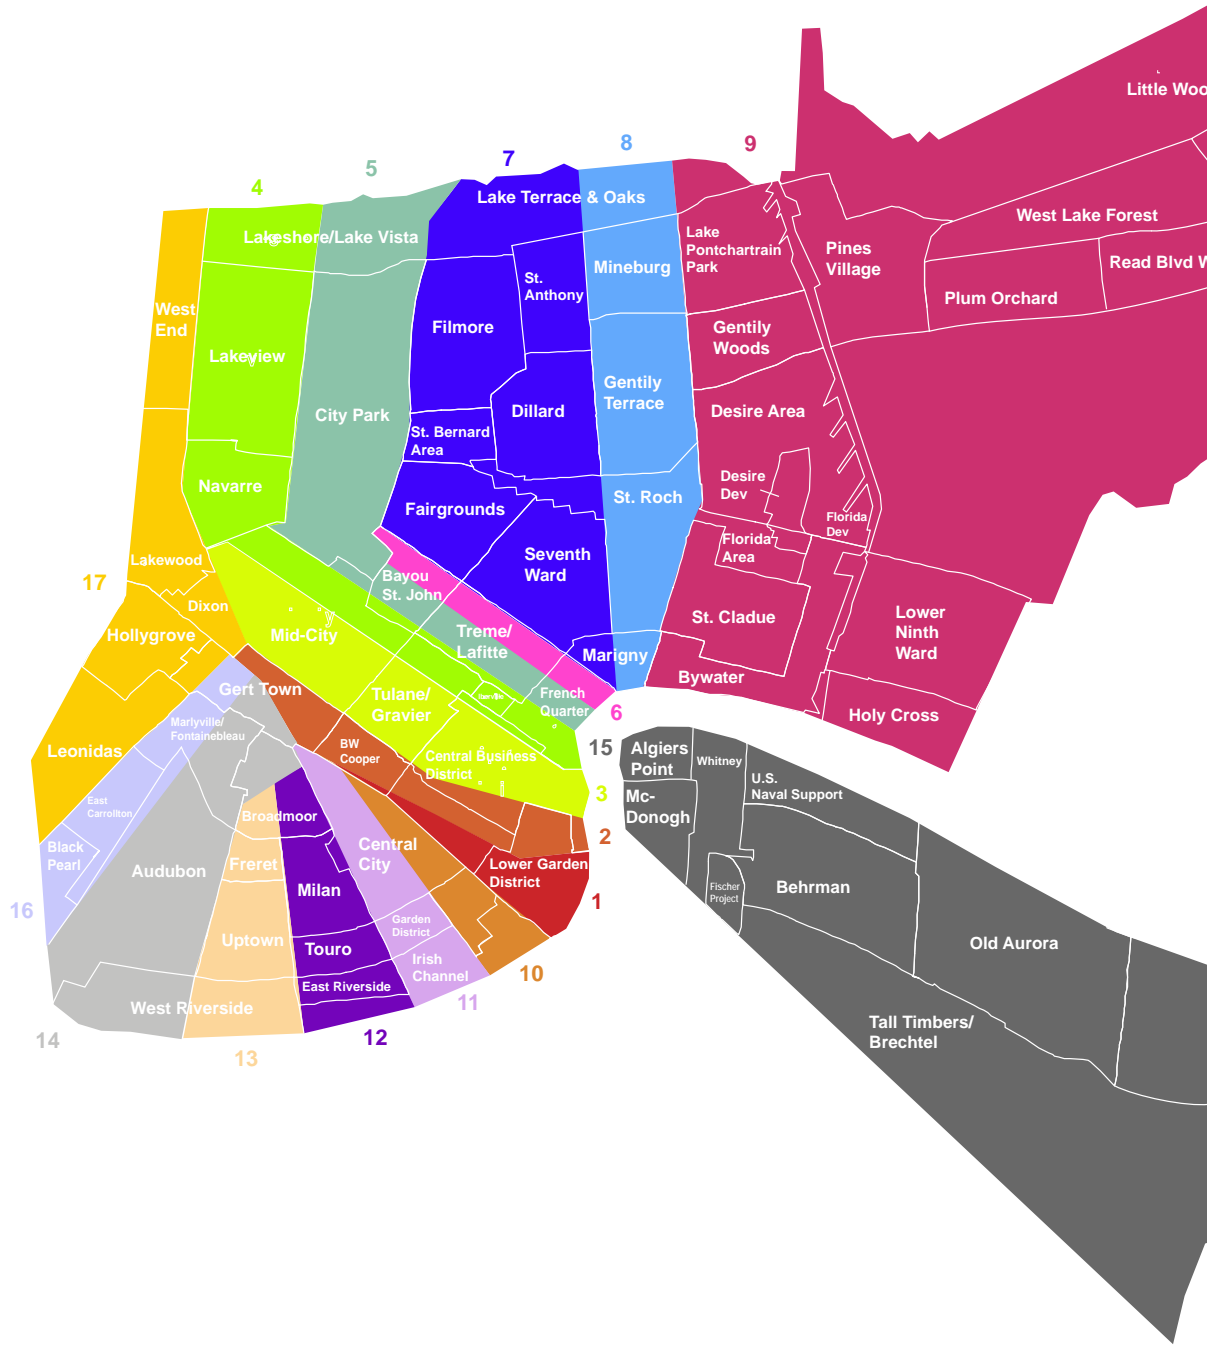 Little Woo
9
8
7
5
4
Lake Terrace & Oaks
West Lake Forest
Lakeshore/Lake Vista
Lake
Pontchartrain
Park
Pines
Village
Read Blvd W
Mineburg
St.
Anthony
Plum Orchard
West
End
Filmore
Gentily
Woods
Lakeview
Gentily
Terrace
City Park
Dillard
Desire Area
St. Bernard
Area
Navarre
Desire
Dev
St. Roch
Fairgrounds
Florida
Dev
Florida
Area
Lakewood
17
Bayou
St. John
Seventh
Ward
Dixon
Hollygrove
Mid-City
Treme/
Lafitte
St. Cladue
Lower
Ninth
Ward
Marigny
Bywater
Gert Town
Tulane/
Gravier
French
Quarter
6
Holy Cross
Marlyville/
Fontainebleau
Leonidas
BW
Cooper
Central Business
District
15
Algiers
Point
Whitney
U.S.
Naval Support
3
Mc-
Donogh
East
Carrollton
Broadmoor
2
Black
Pearl
Central
City
Audubon
Freret
Lower Garden
District
Milan
Fischer
Project
Behrman
1
16
Garden
District
Uptown
Touro
Old Aurora
Irish
Channel
10
East Riverside
11
West Riverside
Tall Timbers/
Brechtel
14
12
13